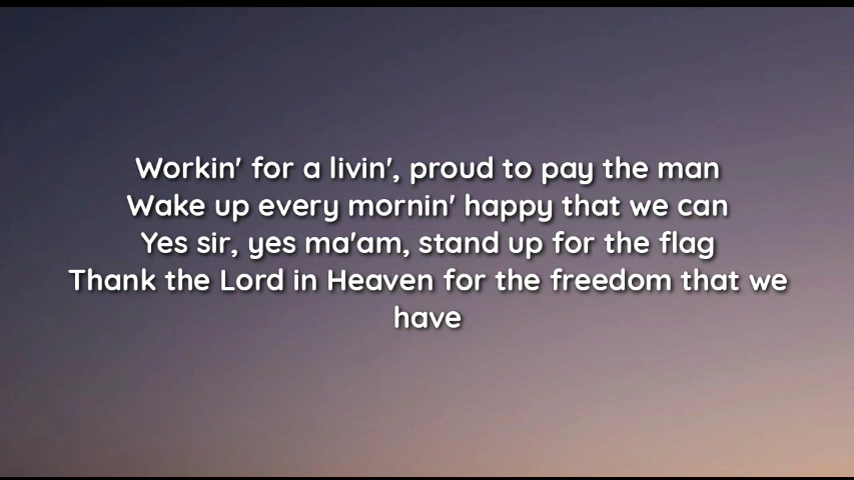 Workin' for a livin', proud to pay the man
Wake up every mornin' happy that we can
Yes sir, yes ma'am, stand up for the flag
Thank the Lord in Heaven for the freedom that we
have